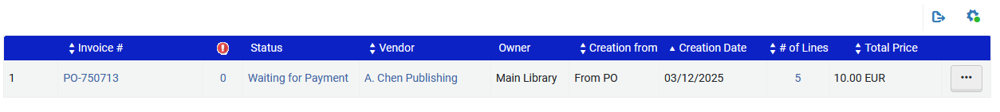 Invoice # Status Vendor Owner Creation from Creation Date # of Lines Total Price
1 PO-750713 0 Waiting for Payment A. Chen Publishing Main Library From PO 03/12/2025 5 10.00 EUR